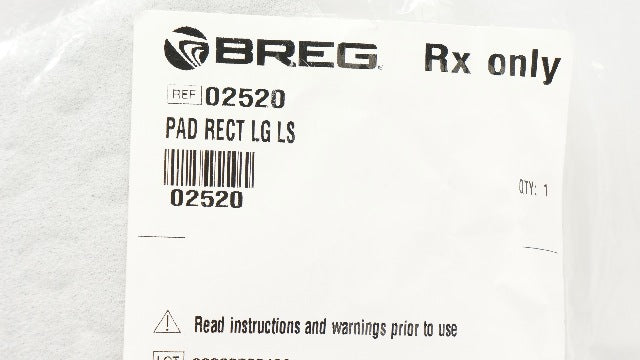 BREG Rx only
REF 02520
PAD RECT LG LS
02520
QTY: 1
Read instructions and warnings prior to use
LOT